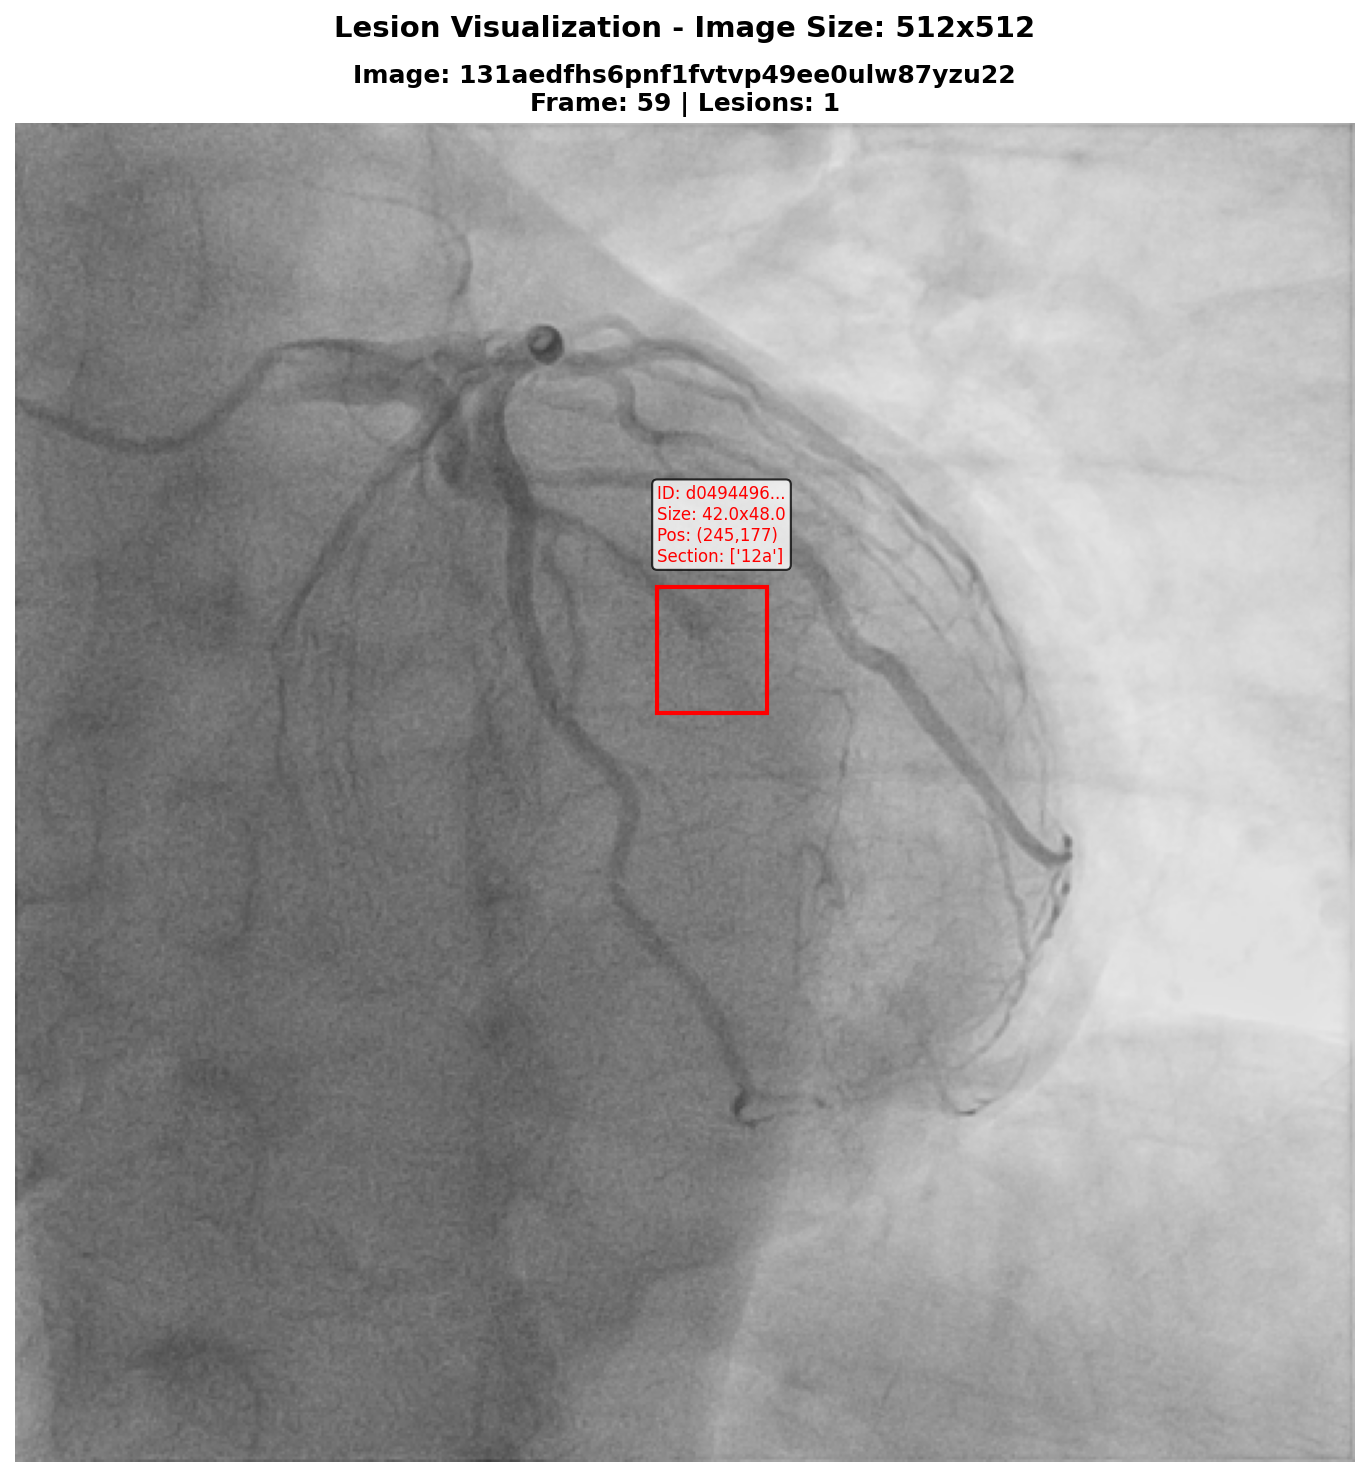 Lesion Visualization - Image Size: 512x512
Image: 131aedfhs6pnf1fvtvp49ee0ulw87yzu22
Frame: 59 | Lesions: 1
ID: d0494496...
Size: 42.0x48.0
Pos: (245,177)
Section: ['12a']